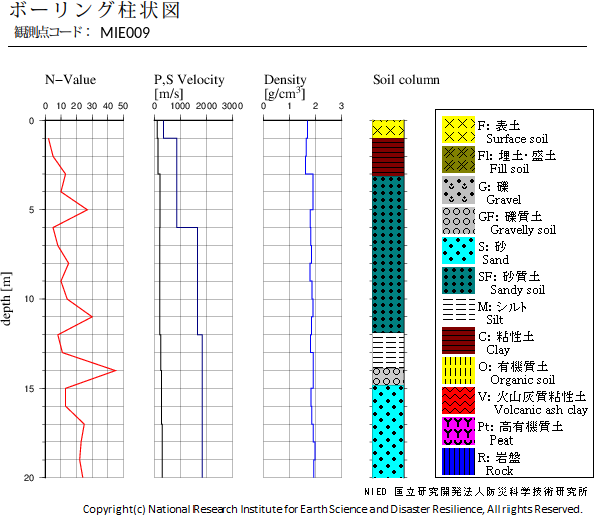 ボーリング柱状図
観測点コード： MIE009
N−Value P,S Velocity Density Soil column
[m/s] [g/cm³]
0 10 20 30 40 50 0 1000 2000 3000 0 1 2 3
0
5
10
15
20
depth [m]
F: 表土
Surface soil
Fl: 埋土・盛土
Fill soil
G: 礫
Gravel
GF: 礫質土
Gravelly soil
S: 砂
Sand
SF: 砂質土
Sandy soil
M: シルト
Silt
C: 粘性土
Clay
O: 有機質土
Organic soil
V: 火山灰質粘性土
Volcanic ash clay
Pt: 高有機質土
Peat
R: 岩盤
Rock
NIED 国立研究開発法人防災科学技術研究所
Copyright(c) National Research Institute for Earth Science and Disaster Resilience, All rights Reserved.